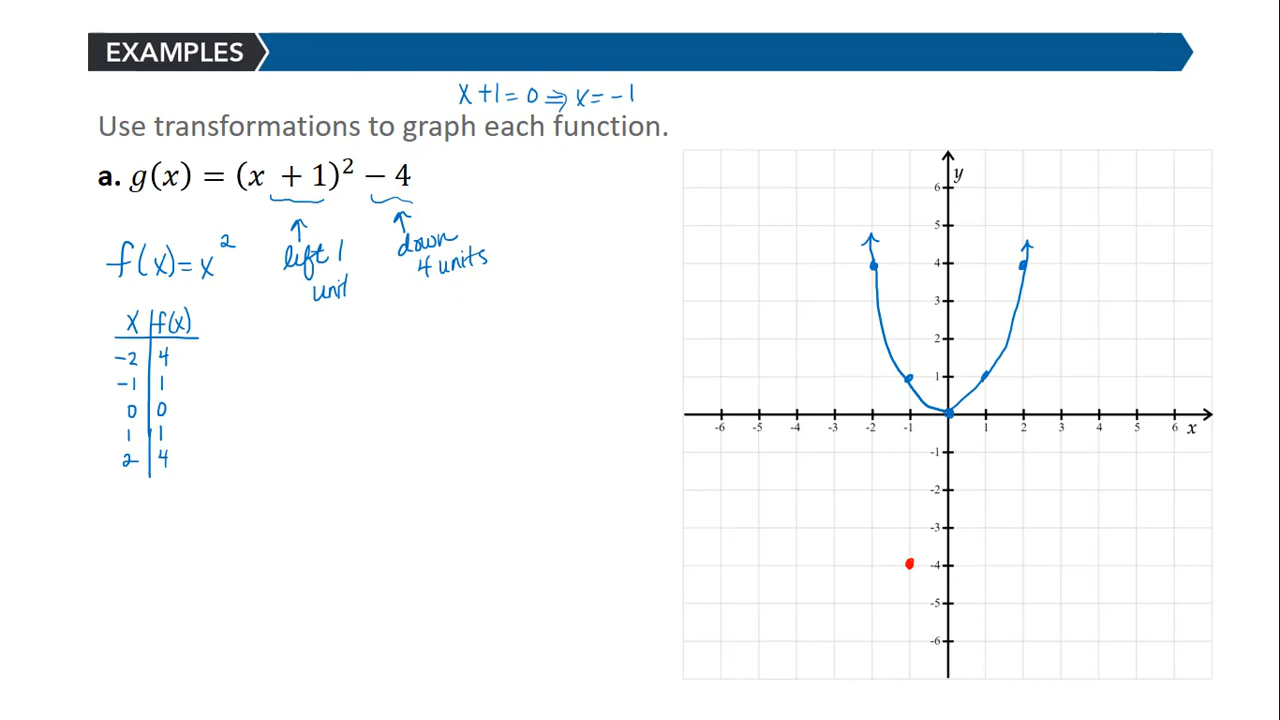 EXAMPLES
x +1 = 0 ⇒ x = -1
Use transformations to graph each function.
a. g(x) = (x + 1)² − 4
f(x) = x²
left 1
unit
down
4 units
x f(x)
-2 4
-1 1
0 0
1 1
2 4
y
6
5
4
3
2
1
-6 -5 -4 -3 -2 -1 1 2 3 4 5 6 x
-1
-2
-3
-4
-5
-6